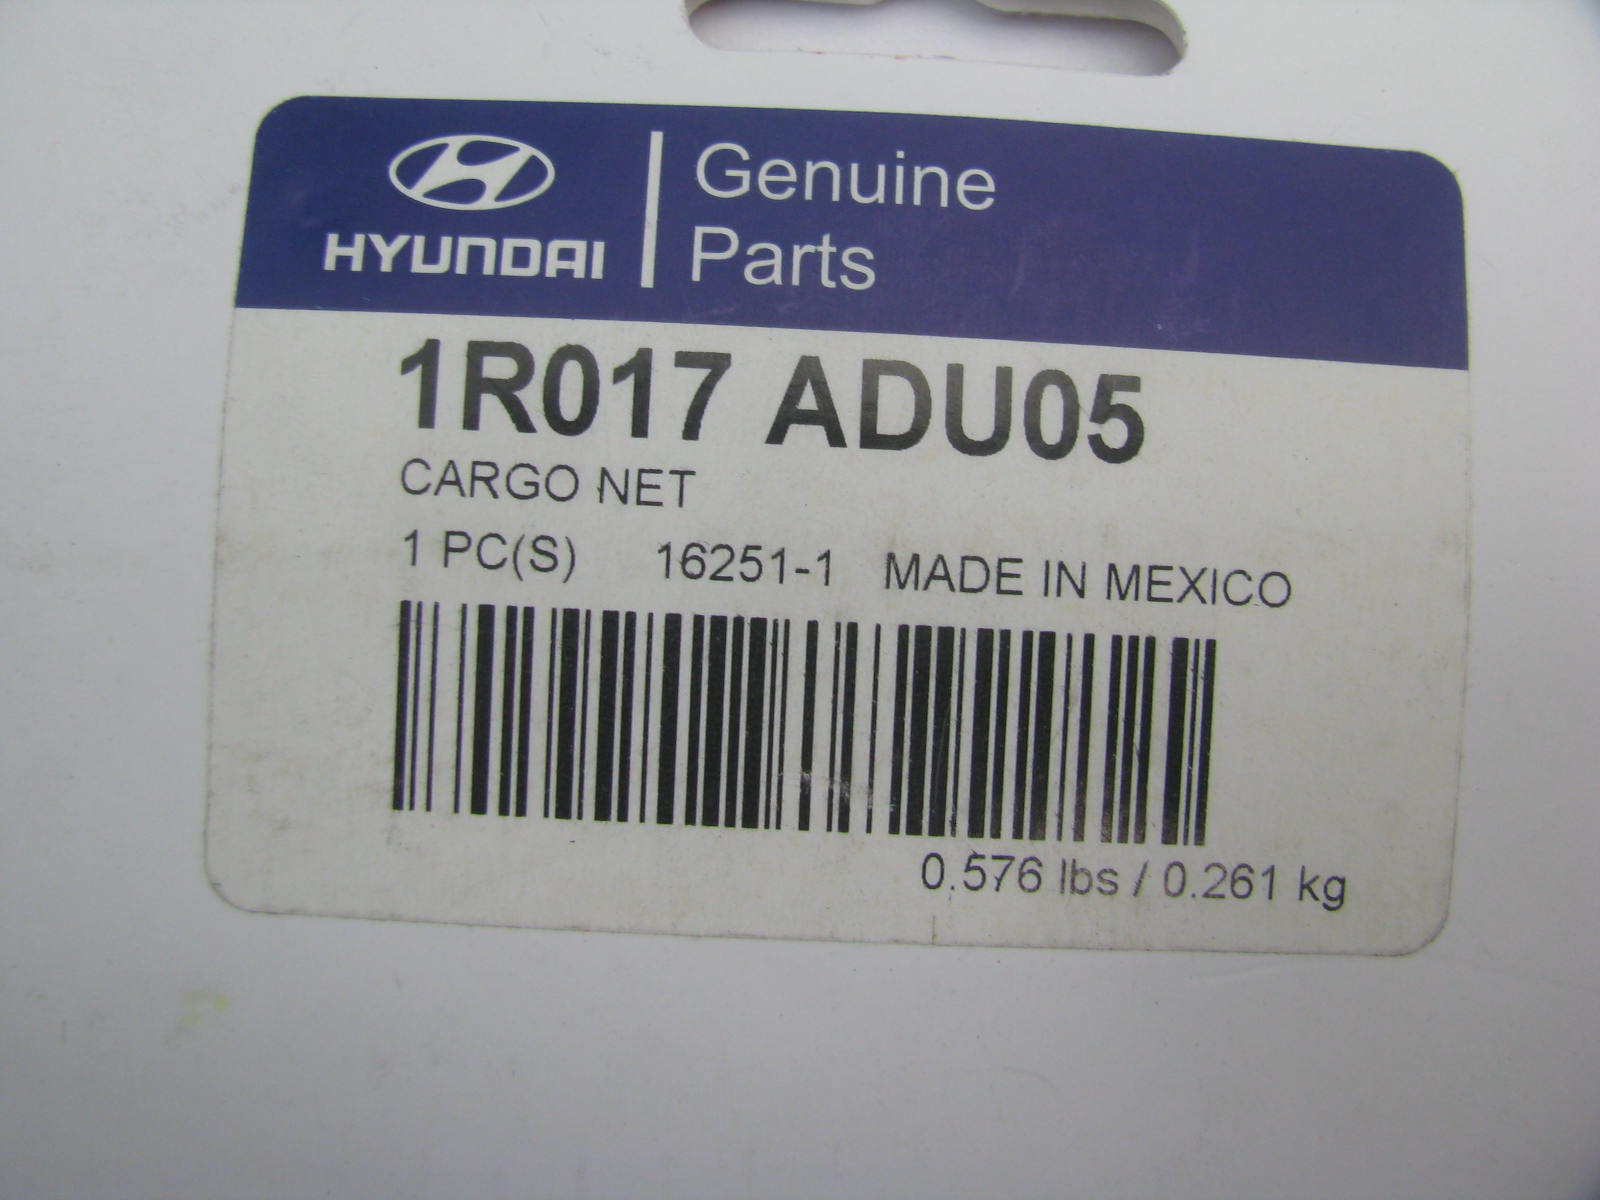 HYUNDAI
Genuine
Parts
1R017 ADU05
CARGO NET
1 PC(S) 16251-1 MADE IN MEXICO
0.576 lbs / 0.261 kg